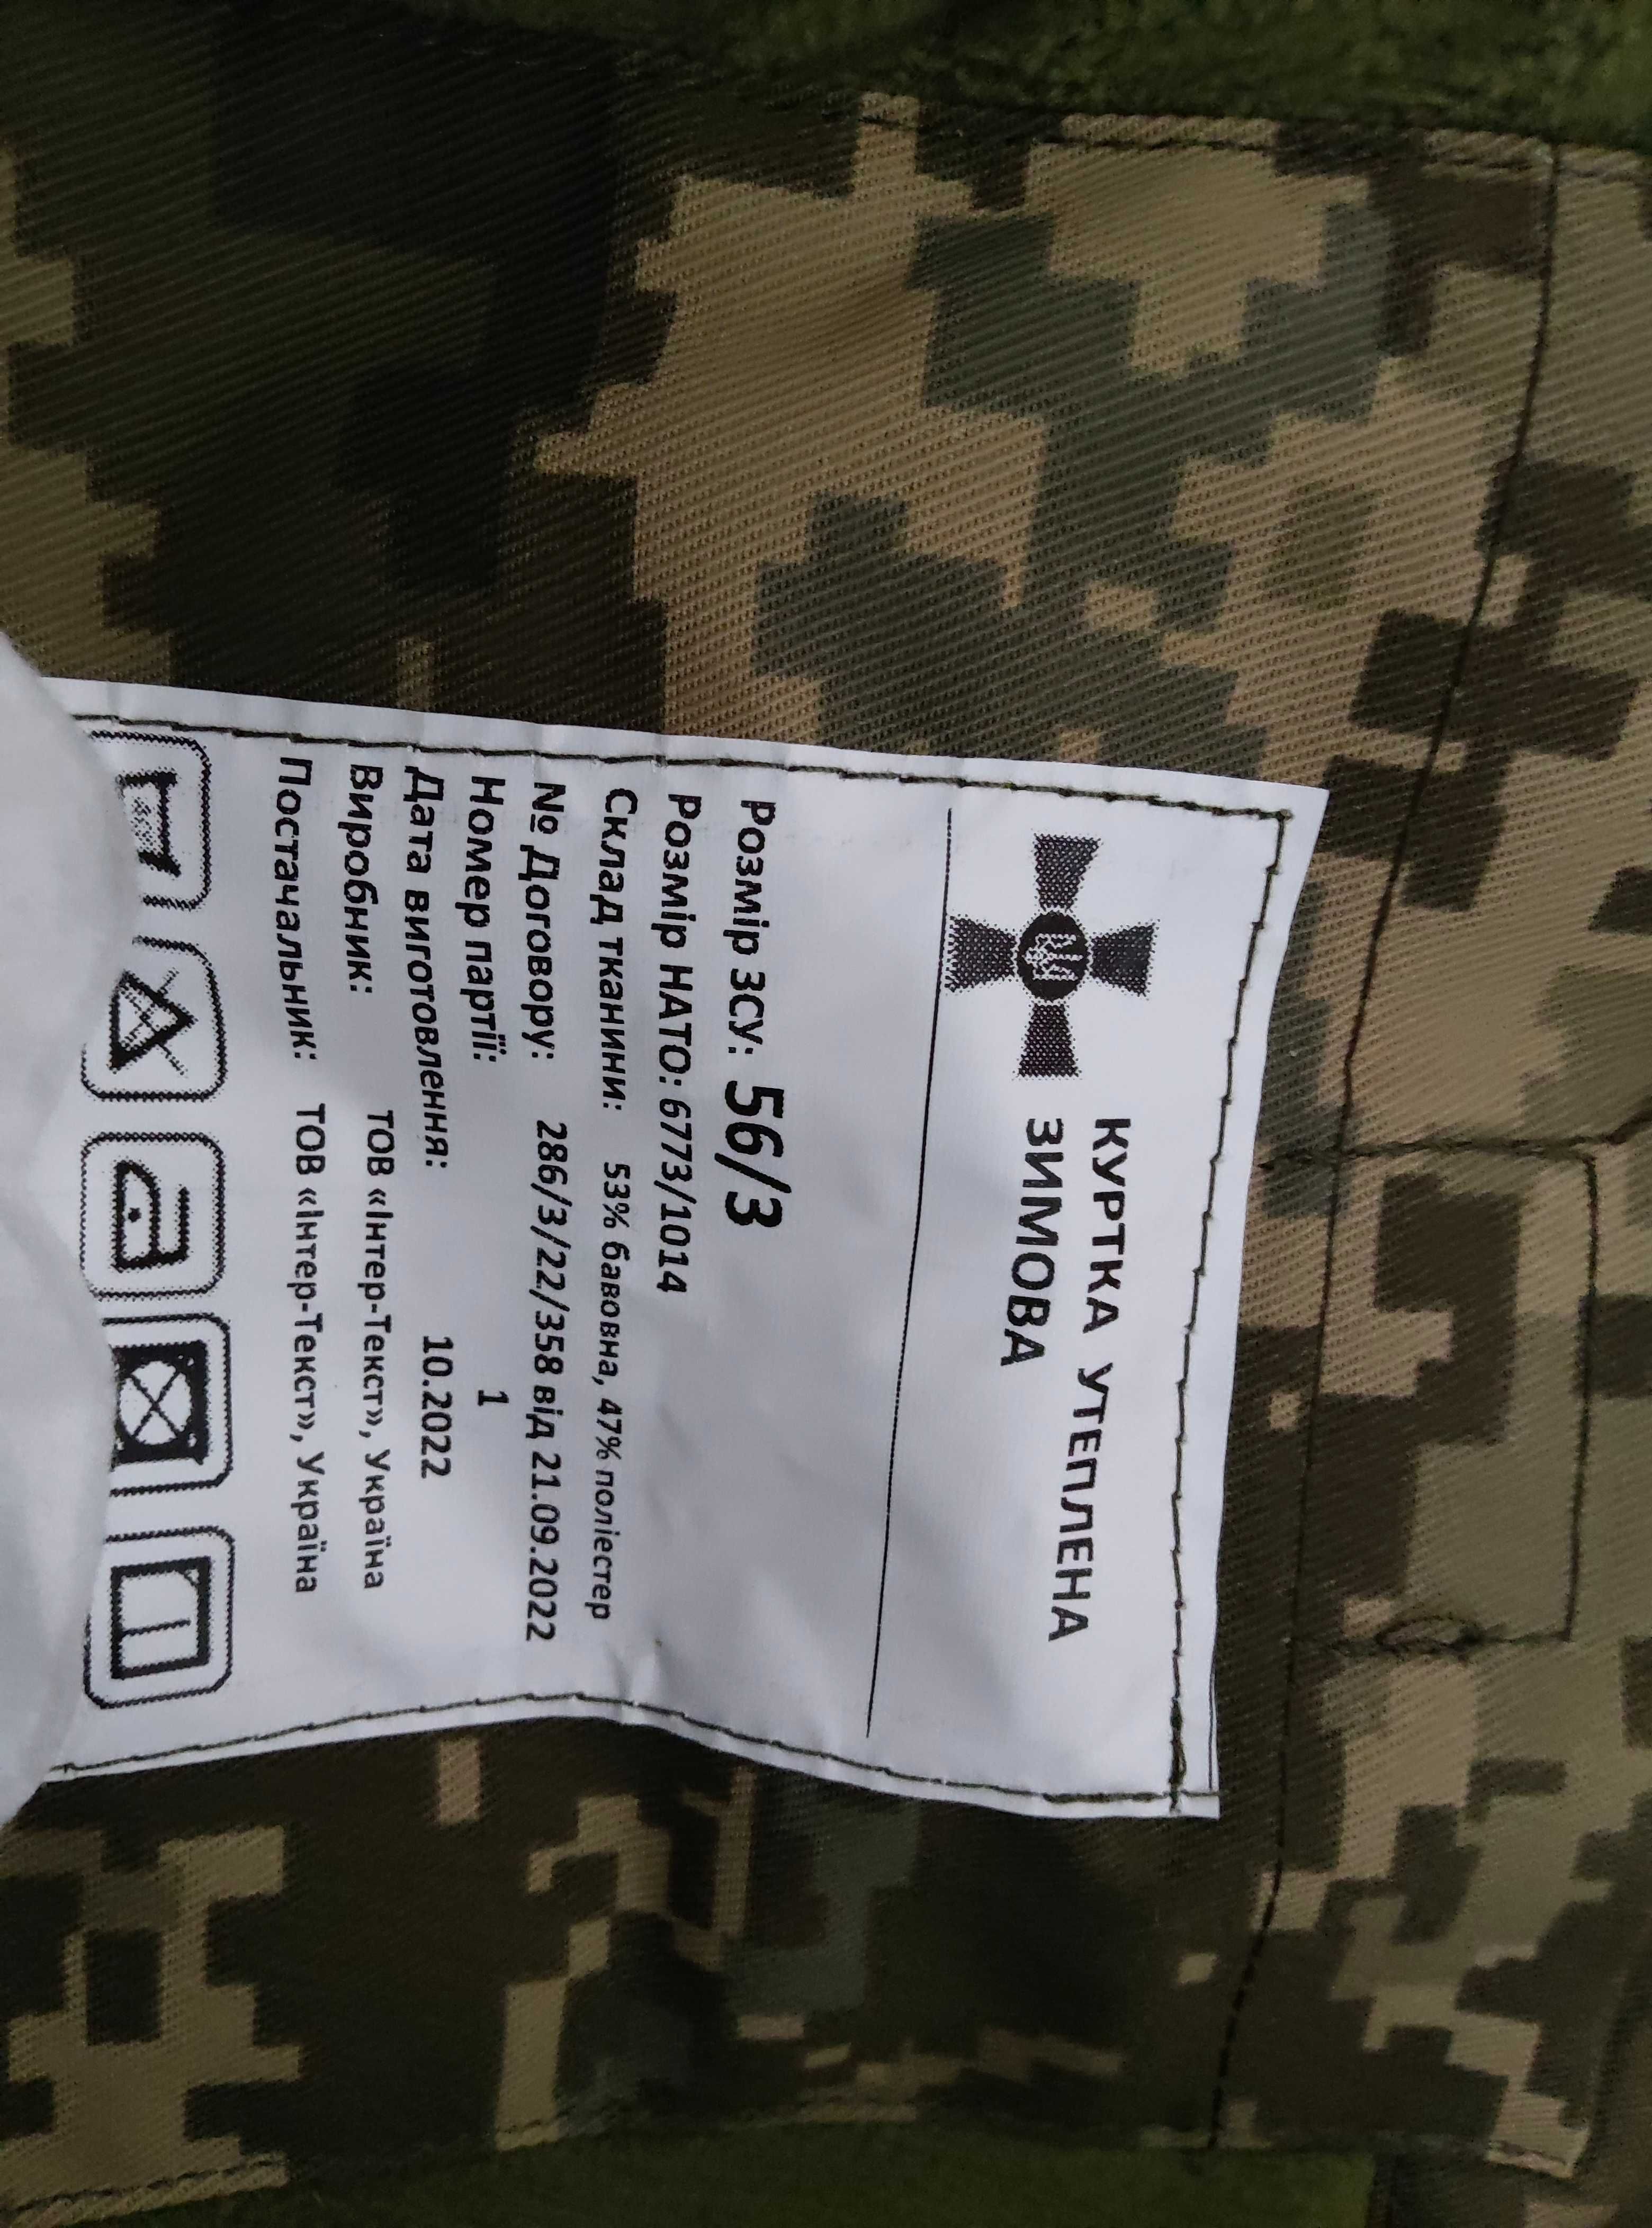 КУРТКА УТЕПЛЕНА
ЗИМОВА
Розмір ЗСУ: 56/3
Розмір НАТО: 6773/1014
Склад тканини: 53% бавовна, 47% поліестер
№ Договору: 286/3/22/358 від 21.09.2022
Номер партії: 1
Дата виготовлення: 10.2022
Виробник: ТОВ «Інтер-Текст», Україна
Постачальник: ТОВ «Інтер-Текст», Україна